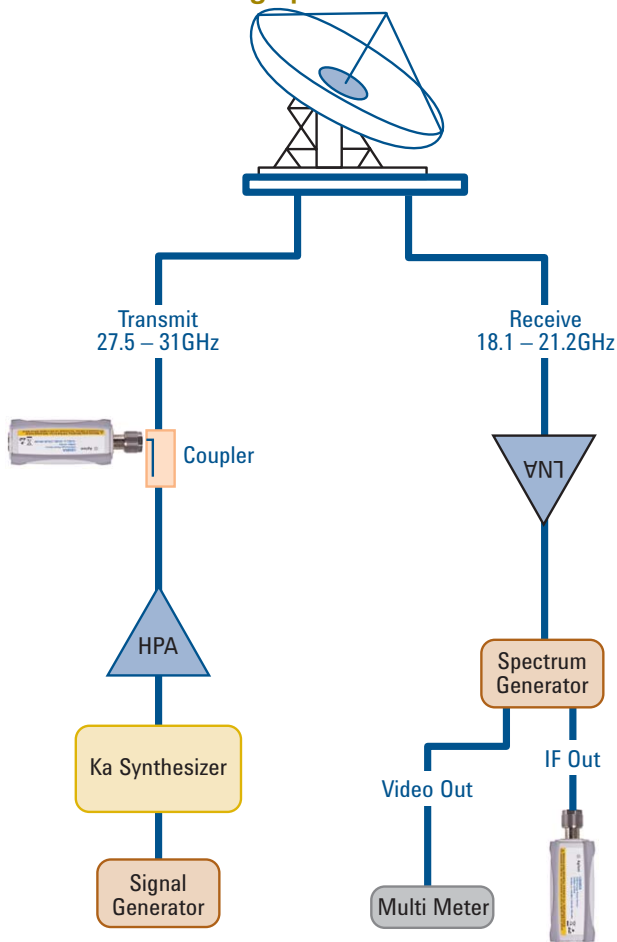 Transmit
27.5 – 31GHz
Receive
18.1 – 21.2GHz
Coupler
LNA
HPA
Spectrum
Generator
Ka Synthesizer
IF Out
Video Out
Signal
Generator
Multi Meter